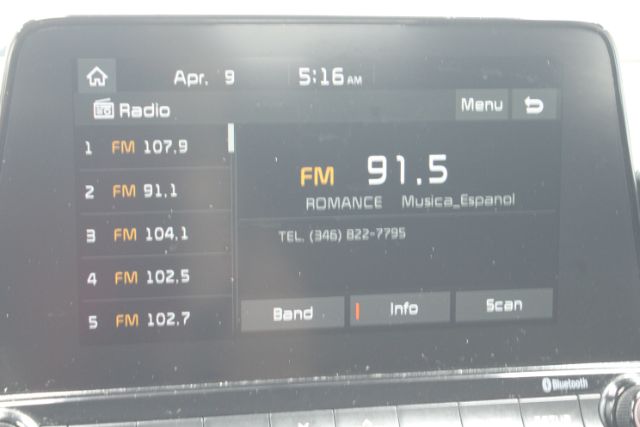 Apr. 9 5:16 AM
Radio Menu
1 FM 107.9
2 FM 91.1
3 FM 104.1
4 FM 102.5
5 FM 102.7
FM 91.5
ROMANCE Musica_Espanol
TEL. (346) 822-7795
Band Info Scan
Bluetooth